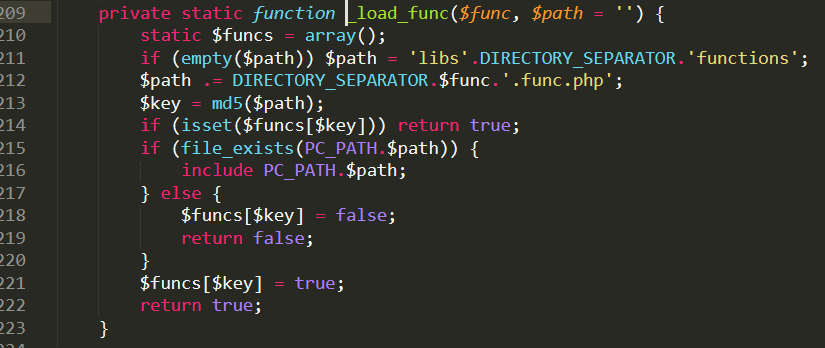 209 private static function _load_func($func, $path = '') {
210 static $funcs = array();
211 if (empty($path)) $path = 'libs'.DIRECTORY_SEPARATOR.'functions';
212 $path .= DIRECTORY_SEPARATOR.$func.'.func.php';
213 $key = md5($path);
214 if (isset($funcs[$key])) return true;
215 if (file_exists(PC_PATH.$path)) {
216 include PC_PATH.$path;
217 } else {
218 $funcs[$key] = false;
219 return false;
220 }
221 $funcs[$key] = true;
222 return true;
223 }